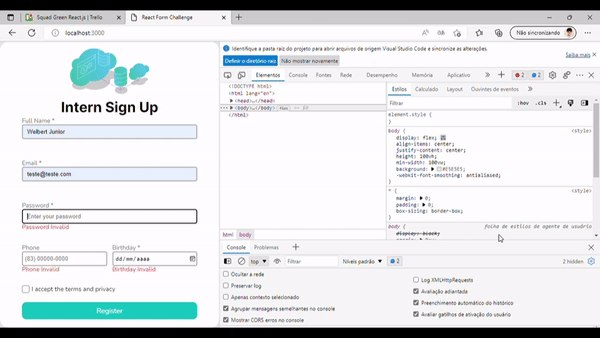 Squad Green React.js | Trello
React Form Challenge
localhost:3000
Não sincronizando
Intern Sign Up
Full Name *
Welbert Junior
Email *
teste@teste.com
Password *
Enter your password
Password Invalid
Phone
Birthday *
(83) 00000-0000
dd/mm/aaaa
Phone Invalid
Birthday Invalid
I accept the terms and privacy
Register
Identifique a pasta raiz do projeto para abrir arquivos de origem Visual Studio Code e sincronize as alterações.
Saiba mais
Definir o diretório raiz
Não mostrar novamente
Elementos
Console
Fontes
Rede
Desempenho
Memória
Aplicativo
2
2
<!DOCTYPE html>
<html lang="en">
<head>…</head>
<body>…</body>
flex
== $0
</html>
html
body
Estilos
Calculado
Layout
Ouvintes de eventos
Filtrar
:hov
.cls
element.style {
}
body {
<style>
display: flex;
align-items: center;
justify-content: center;
height: 100vh;
min-width: 100vw;
background: #E5E5E5;
-webkit-font-smoothing: antialiased;
}
* {
<style>
margin: 0;
padding: 0;
box-sizing: border-box;
}
body {
folha de estilos de agente de usuário
display: block;
Console
Problemas
top
Filtrar
Níveis padrão
2
2 hidden
Ocultar a rede
Log XMLHttpRequests
Preservar log
Avaliação adiantada
Apenas contexto selecionado
Preenchimento automático do histórico
Agrupar mensagens semelhantes no console
Avaliar gatilhos de ativação do usuário
Mostrar CORS erros no console